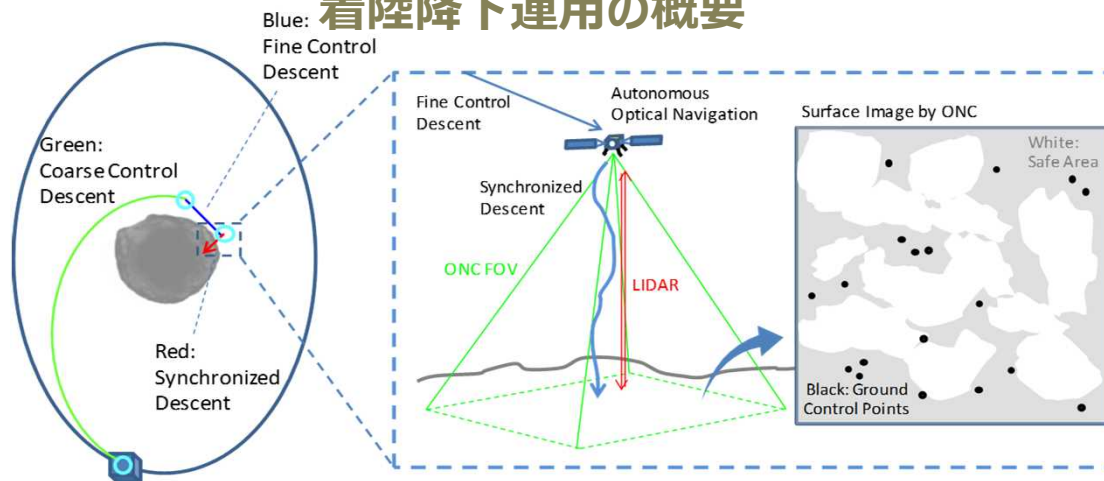 着陸降下運用の概要
Blue:
Fine Control
Descent
Green:
Coarse Control
Descent
Red:
Synchronized
Descent
Fine Control
Descent
Autonomous
Optical Navigation
Synchronized
Descent
ONC FOV
LIDAR
Surface Image by ONC
White:
Safe Area
Black: Ground
Control Points